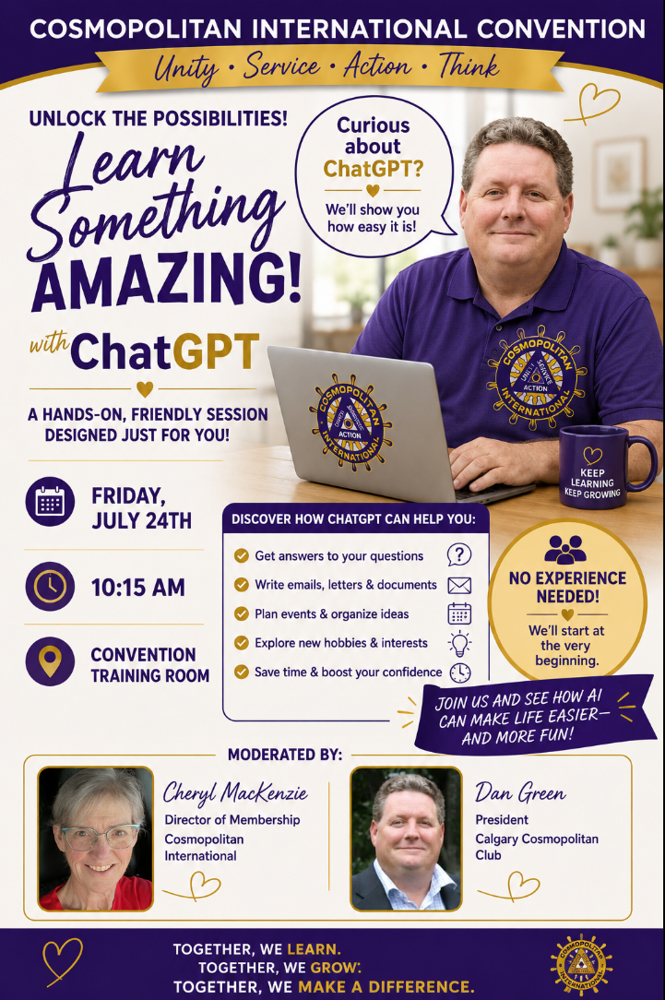 COSMOPOLITAN INTERNATIONAL CONVENTION
Unity • Service • Action • Think
UNLOCK THE POSSIBILITIES!
Learn
Something
AMAZING!
with ChatGPT
A HANDS-ON, FRIENDLY SESSION
DESIGNED JUST FOR YOU!
Curious
about
ChatGPT?
We'll show you
how easy it is!
COSMOPOLITAN
UNITY SERVICE
ACTION
INTERNATIONAL
COSMOPOLITAN
ACTION
INTERNATIONAL
KEEP
LEARNING
KEEP GROWING
FRIDAY,
JULY 24TH
10:15 AM
CONVENTION
TRAINING ROOM
DISCOVER HOW CHATGPT CAN HELP YOU:
Get answers to your questions
Write emails, letters & documents
Plan events & organize ideas
Explore new hobbies & interests
Save time & boost your confidence
NO EXPERIENCE
NEEDED!
We'll start at
the very
beginning.
JOIN US AND SEE HOW AI
CAN MAKE LIFE EASIER—
AND MORE FUN!
MODERATED BY:
Cheryl MacKenzie
Director of Membership
Cosmopolitan
International
Dan Green
President
Calgary Cosmopolitan
Club
TOGETHER, WE LEARN.
TOGETHER, WE GROW.
TOGETHER, WE MAKE A DIFFERENCE.
COSMOPOLITAN
INTERNATIONAL